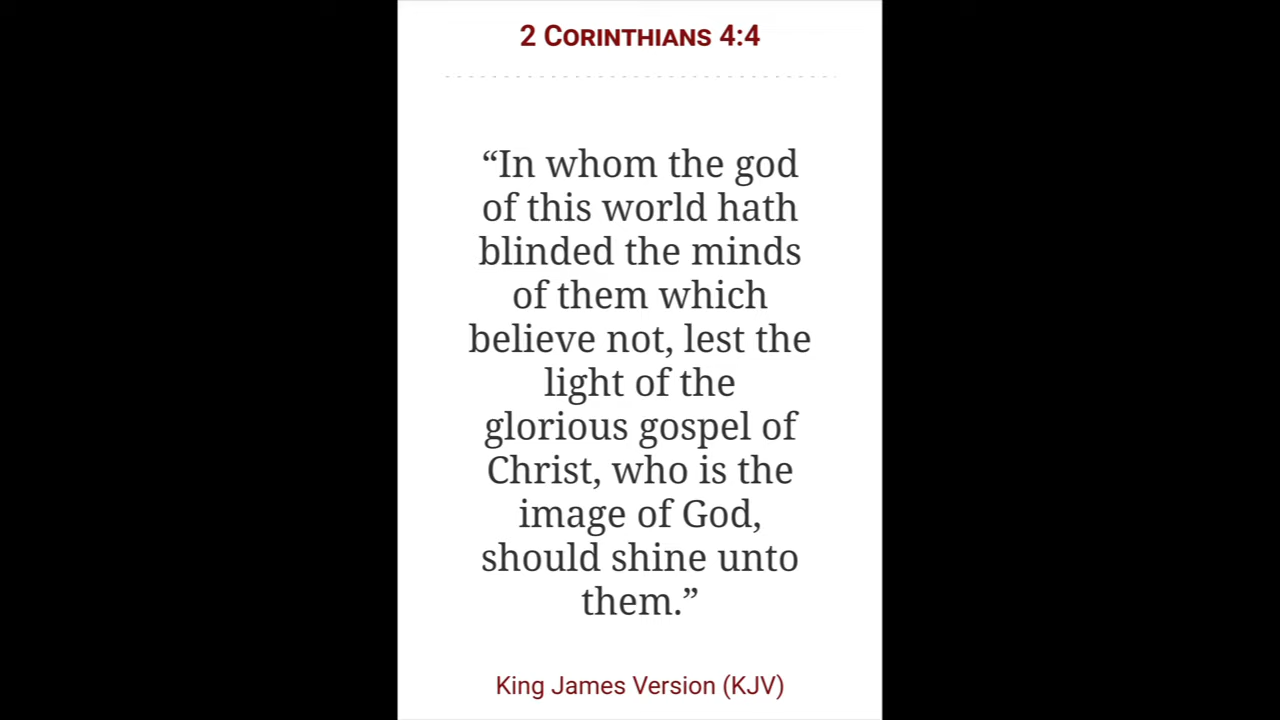 2 Corinthians 4:4
“In whom the god
of this world hath
blinded the minds
of them which
believe not, lest the
light of the
glorious gospel of
Christ, who is the
image of God,
should shine unto
them.”
King James Version (KJV)